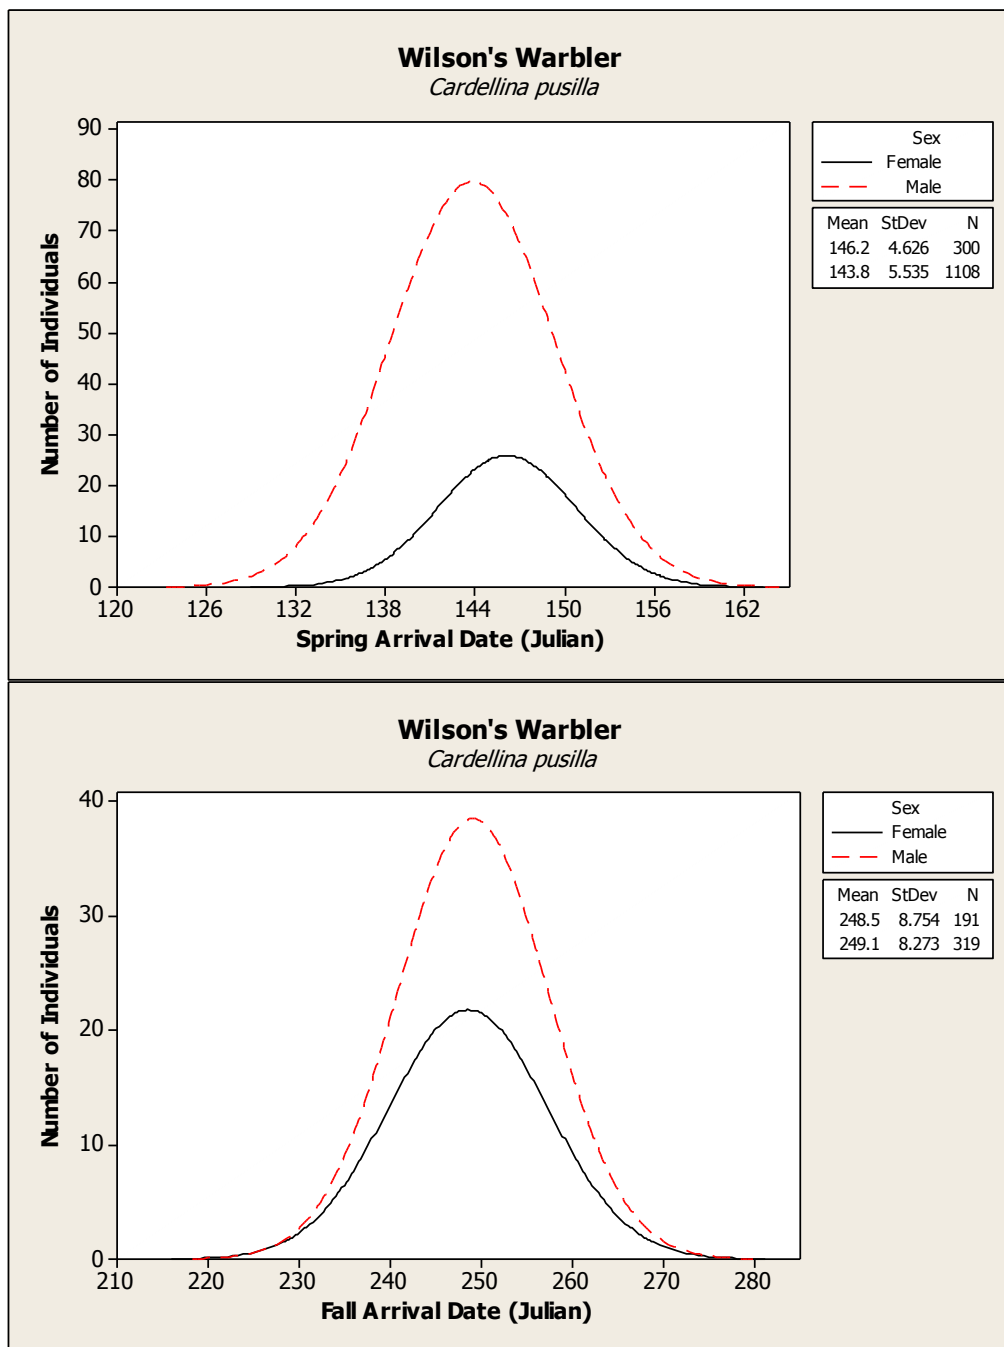 Wilson's Warbler
Cardellina pusilla
90
80
70
60
50
40
30
20
10
0
Number of Individuals
120 126 132 138 144 150 156 162
Spring Arrival Date (Julian)
Sex
Female
Male
Mean StDev N
146.2 4.626 300
143.8 5.535 1108
Wilson's Warbler
Cardellina pusilla
40
30
20
10
0
Number of Individuals
210 220 230 240 250 260 270 280
Fall Arrival Date (Julian)
Sex
Female
Male
Mean StDev N
248.5 8.754 191
249.1 8.273 319